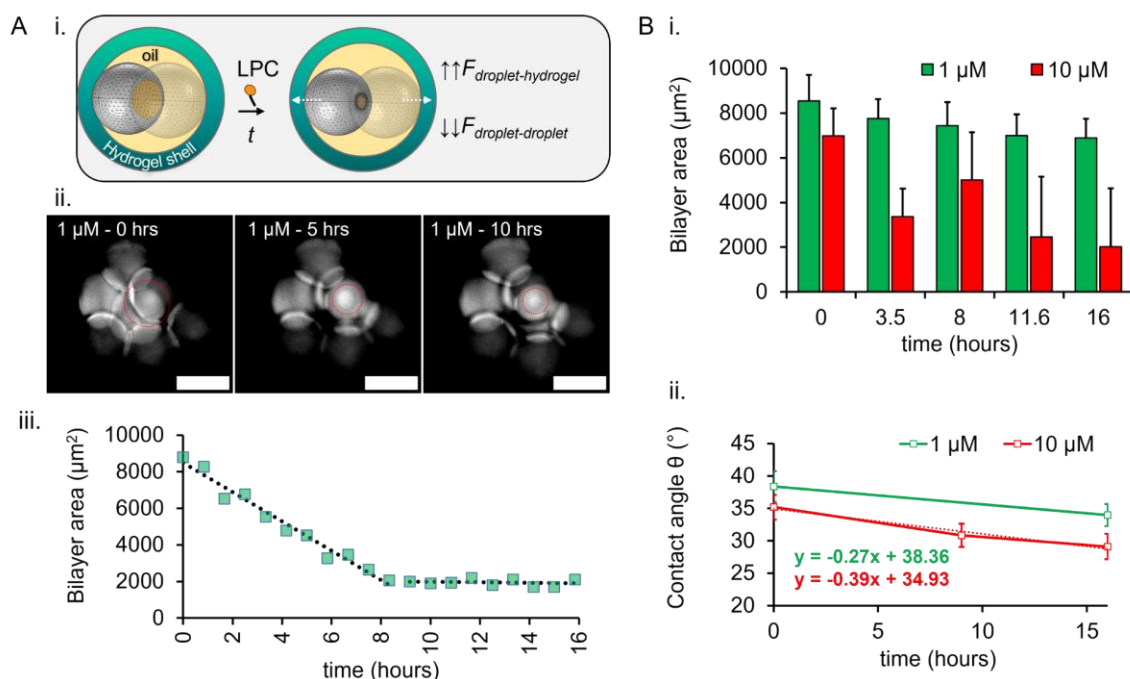 A
i.
oil
Hydrogel shell
LPC
t
↑↑F droplet-hydrogel
↓↓F droplet-droplet
ii.
1 µM - 0 hrs
1 µM - 5 hrs
1 µM - 10 hrs
iii.
Bilayer area (µm²)
10000
8000
6000
4000
2000
0
0 2 4 6 8 10 12 14 16
time (hours)
B
i.
1 µM 10 µM
Bilayer area (µm²)
10000
8000
6000
4000
2000
0
0 3.5 8 11.6 16
time (hours)
ii.
1 µM 10 µM
Contact angle θ (°)
45
40
35
30
25
20
y = -0.27x + 38.36
y = -0.39x + 34.93
0 5 10 15
time (hours)